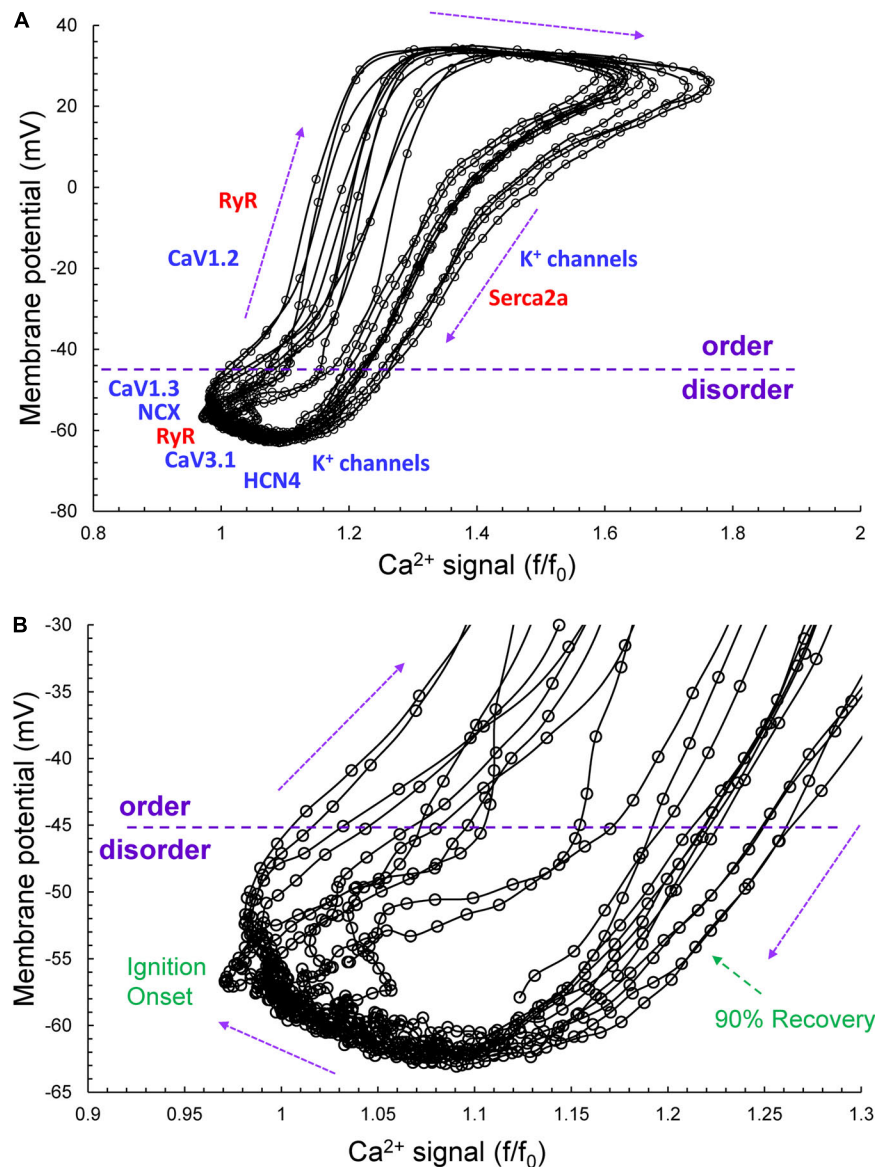 A
40
20
0
-20
-40
-60
-80
Membrane potential (mV)
RyR
CaV1.2
K⁺ channels
Serca2a
order
disorder
CaV1.3
NCX
RyR
CaV3.1
HCN4
K⁺ channels
0.8 1 1.2 1.4 1.6 1.8 2
Ca²⁺ signal (f/f₀)
B
-30
-35
-40
-45
-50
-55
-60
-65
Membrane potential (mV)
order
disorder
Ignition
Onset
90% Recovery
0.9 0.95 1 1.05 1.1 1.15 1.2 1.25 1.3
Ca²⁺ signal (f/f₀)